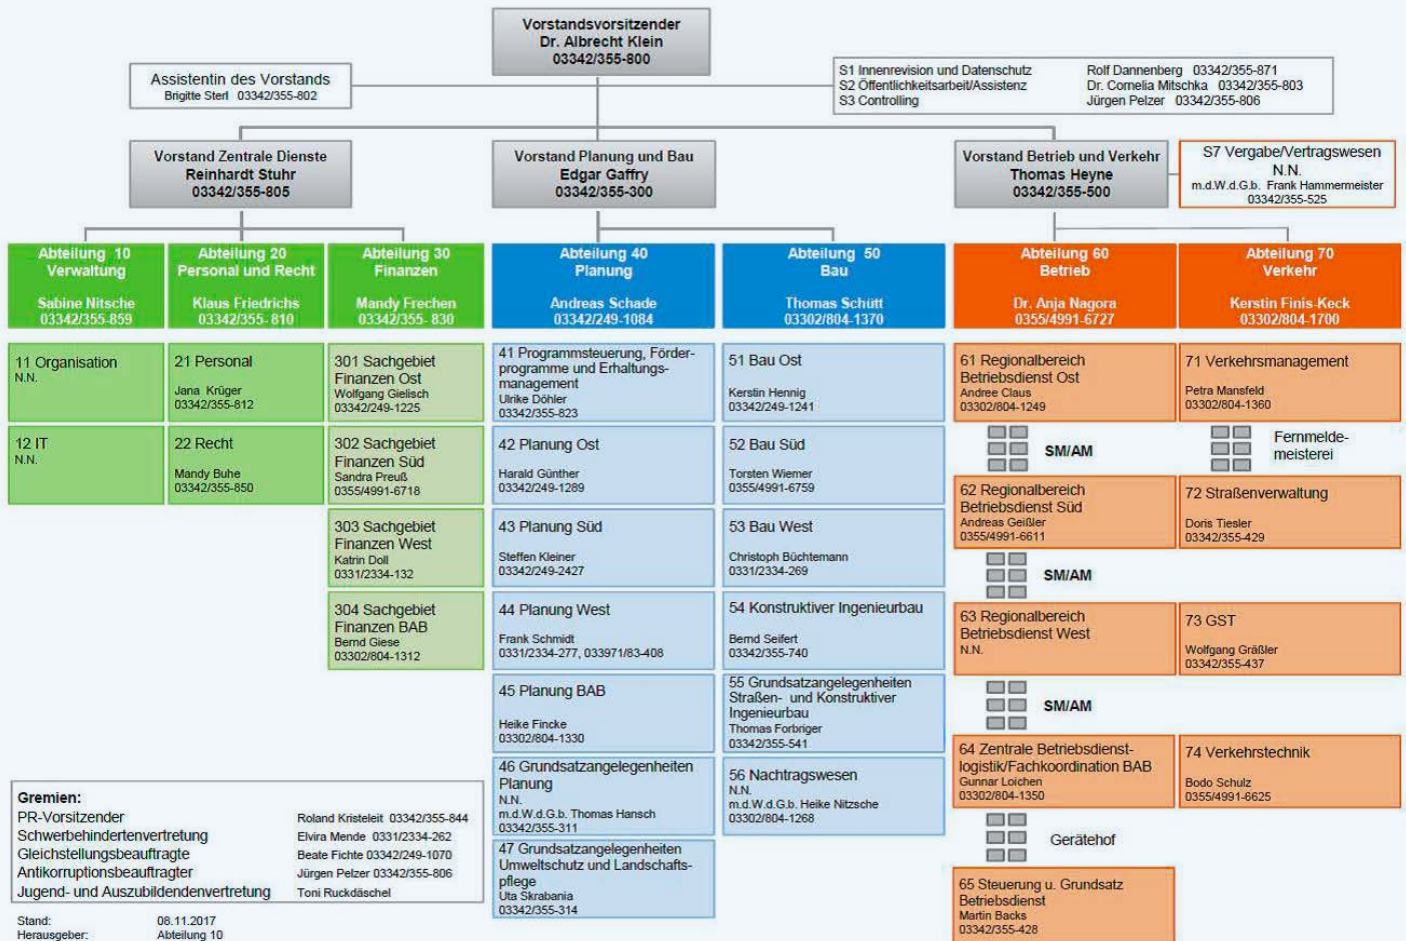 Vorstandsvorsitzender
Dr. Albrecht Klein
03342/355-800
Assistentin des Vorstands
Brigitte Sterl 03342/355-802
S1 Innenrevision und Datenschutz Rolf Dannenberg 03342/355-871
S2 Öffentlichkeitsarbeit/Assistenz Dr. Cornelia Mitschka 03342/355-803
S3 Controlling Jürgen Pelzer 03342/355-806
Vorstand Zentrale Dienste
Reinhardt Stuhr
03342/355-805
Vorstand Planung und Bau
Edgar Gaffry
03342/355-300
Vorstand Betrieb und Verkehr
Thomas Heyne
03342/355-500
S7 Vergabe/Vertragswesen
N.N.
m.d.W.d.G.b. Frank Hammermeister
03342/355-525
Abteilung 10
Verwaltung
Sabine Nitsche
03342/355-859
Abteilung 20
Personal und Recht
Klaus Friedrichs
03342/355- 810
Abteilung 30
Finanzen
Mandy Frechen
03342/355- 830
Abteilung 40
Planung
Andreas Schade
03342/249-1084
Abteilung 50
Bau
Thomas Schütt
03302/804-1370
Abteilung 60
Betrieb
Dr. Anja Nagora
0355/4991-6727
Abteilung 70
Verkehr
Kerstin Finis-Keck
03302/804-1700
11 Organisation
N.N.
12 IT
N.N.
21 Personal
Jana Krüger
03342/355-812
22 Recht
Mandy Buhe
03342/355-850
301 Sachgebiet
Finanzen Ost
Wolfgang Gielisch
03342/249-1225
302 Sachgebiet
Finanzen Süd
Sandra Preuß
0355/4991-6718
303 Sachgebiet
Finanzen West
Katrin Doll
0331/2334-132
304 Sachgebiet
Finanzen BAB
Bernd Giese
03302/804-1312
41 Programmsteuerung, Förder-
programme und Erhaltungs-
management
Ulrike Döhler
03342/355-823
42 Planung Ost
Harald Günther
03342/249-1289
43 Planung Süd
Steffen Kleiner
03342/249-2427
44 Planung West
Frank Schmidt
0331/2334-277, 033971/83-408
45 Planung BAB
Heike Fincke
03302/804-1330
46 Grundsatzangelegenheiten
Planung
N.N.
m.d.W.d.G.b. Thomas Hansch
03342/355-311
47 Grundsatzangelegenheiten
Umweltschutz und Landschafts-
pflege
Uta Skrabania
03342/355-314
51 Bau Ost
Kerstin Hennig
03342/249-1241
52 Bau Süd
Torsten Wiemer
0355/4991-6759
53 Bau West
Christoph Büchtemann
0331/2334-269
54 Konstruktiver Ingenieurbau
Bernd Seifert
03342/355-740
55 Grundsatzangelegenheiten
Straßen- und Konstruktiver
Ingenieurbau
Thomas Forbriger
03342/355-541
56 Nachtragswesen
N.N.
m.d.W.d.G.b. Heike Nitzsche
03302/804-1268
61 Regionalbereich
Betriebsdienst Ost
Andree Claus
03302/804-1249
SM/AM
62 Regionalbereich
Betriebsdienst Süd
Andreas Geißler
0355/4991-6611
SM/AM
63 Regionalbereich
Betriebsdienst West
N.N.
SM/AM
64 Zentrale Betriebsdienst-
logistik/Fachkoordination BAB
Gunnar Loichen
03302/804-1350
Gerätehof
65 Steuerung u. Grundsatz
Betriebsdienst
Martin Backs
03342/355-428
71 Verkehrsmanagement
Petra Mansfeld
03302/804-1360
Fernmelde-
meisterei
72 Straßenverwaltung
Doris Tiesler
03342/355-429
73 GST
Wolfgang Gräßler
03342/355-437
74 Verkehrstechnik
Bodo Schulz
0355/4991-6625
Gremien:
PR-Vorsitzender Roland Kristeleit 03342/355-844
Schwerbehindertenvertretung Elvira Mende 0331/2334-262
Gleichstellungsbeauftragte Beate Fichte 03342/249-1070
Antikorruptionsbeauftragter Jürgen Pelzer 03342/355-806
Jugend- und Auszubildendenvertretung Toni Ruckdäschel
Stand: 08.11.2017
Herausgeber: Abteilung 10